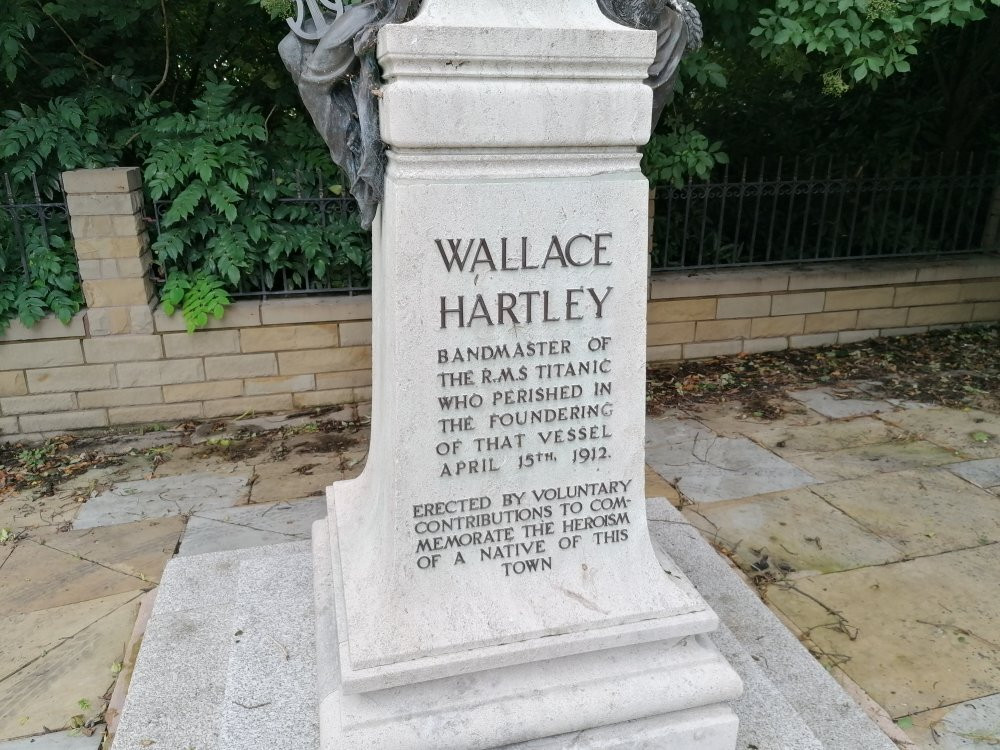 WALLACE
HARTLEY
BANDMASTER OF
THE R.M.S TITANIC
WHO PERISHED IN
THE FOUNDERING
OF THAT VESSEL
APRIL 15TH, 1912.
ERECTED BY VOLUNTARY
CONTRIBUTIONS TO COM-
MEMORATE THE HEROISM
OF A NATIVE OF THIS
TOWN